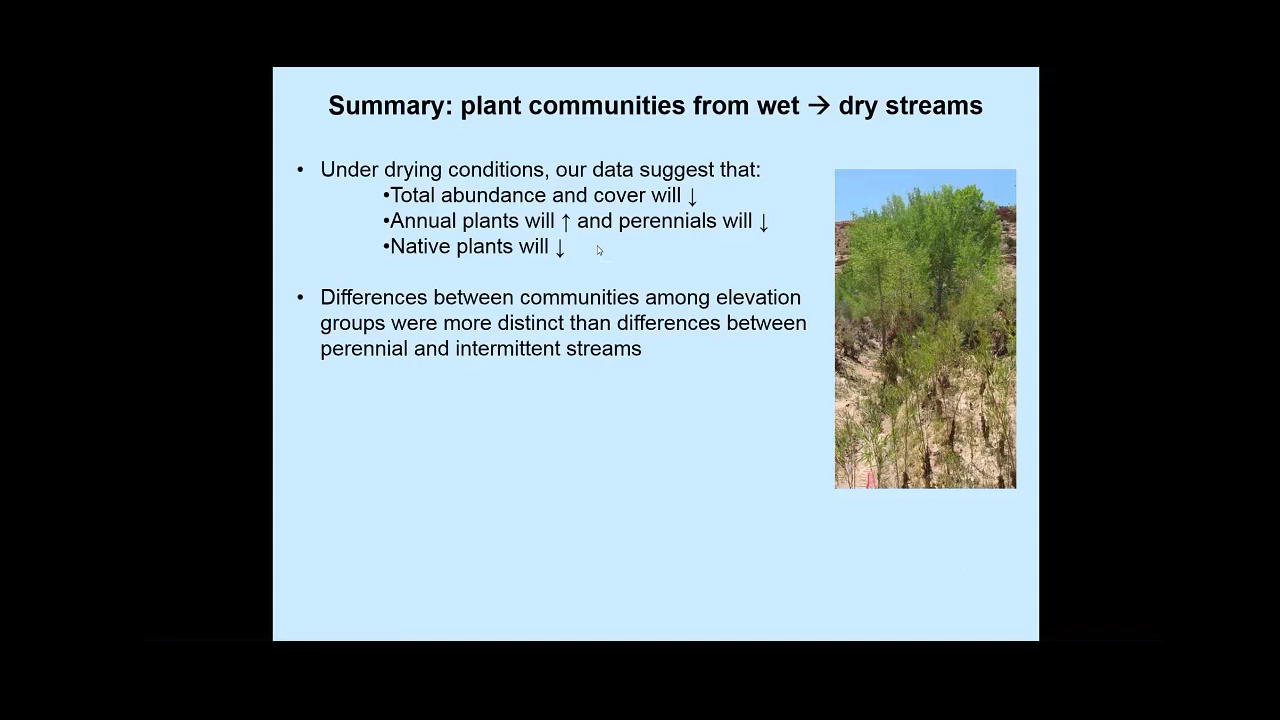 Summary: plant communities from wet → dry streams
• Under drying conditions, our data suggest that:
•Total abundance and cover will ↓
•Annual plants will ↑ and perennials will ↓
•Native plants will ↓
• Differences between communities among elevation
groups were more distinct than differences between
perennial and intermittent streams